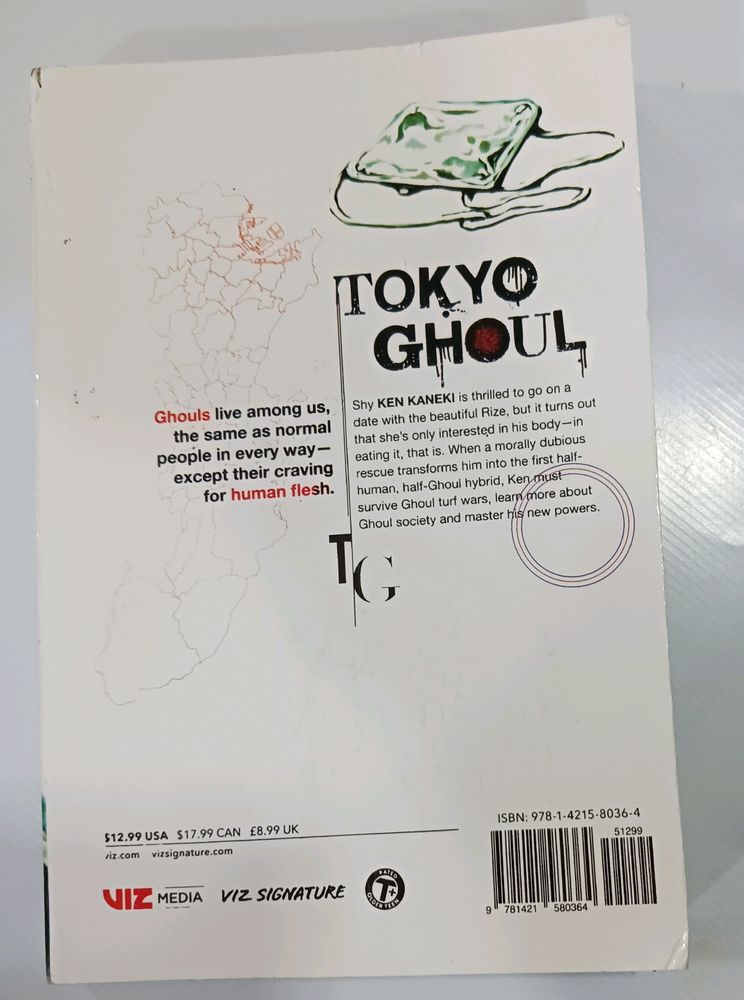 TOKYO
GHOUL
Ghouls live among us,
the same as normal
people in every way—
except their craving
for human flesh.
Shy KEN KANEKI is thrilled to go on a
date with the beautiful Rize, but it turns out
that she's only interested in his body—in
eating it, that is. When a morally dubious
rescue transforms him into the first half-
human, half-Ghoul hybrid, Ken must
survive Ghoul turf wars, learn more about
Ghoul society and master his new powers.
TG
$12.99 USA $17.99 CAN £8.99 UK
viz.com vizsignature.com
VIZ MEDIA
VIZ SIGNATURE
RATED
T+
OLDER TEEN
ISBN: 978-1-4215-8036-4
51299
9 781421 580364